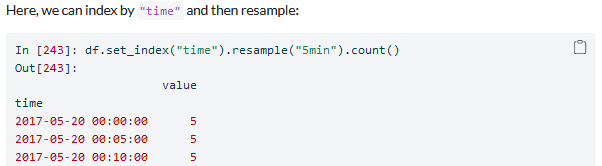 Here, we can index by "time" and then resample:
In [243]: df.set_index("time").resample("5min").count()
Out[243]:
value
time
2017-05-20 00:00:00 5
2017-05-20 00:05:00 5
2017-05-20 00:10:00 5